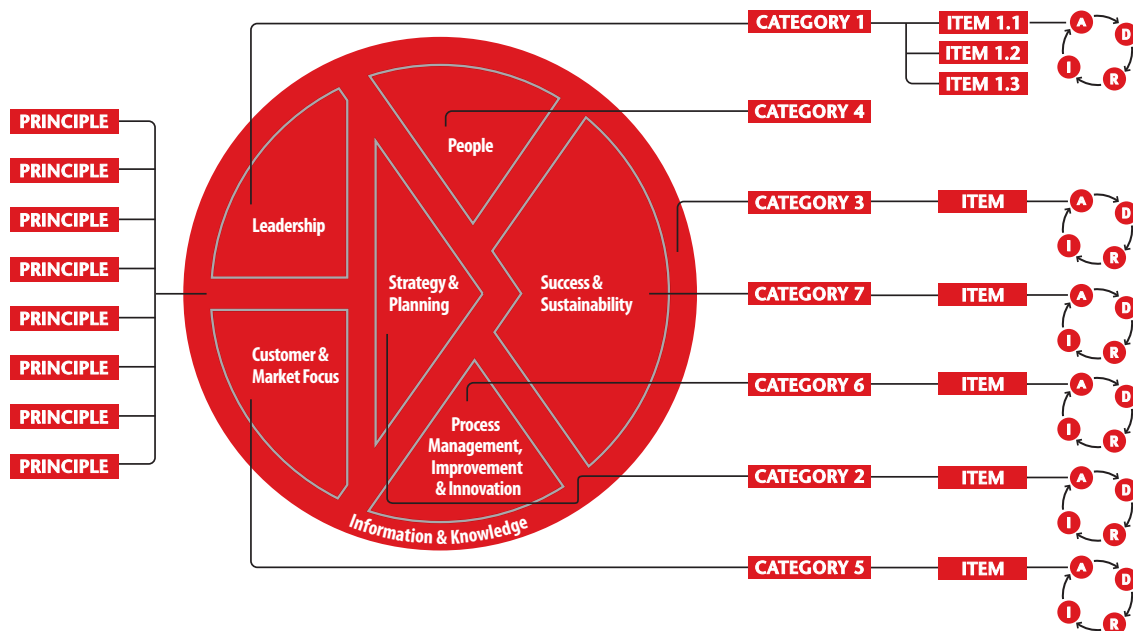 PRINCIPLE
PRINCIPLE
PRINCIPLE
PRINCIPLE
PRINCIPLE
PRINCIPLE
PRINCIPLE
PRINCIPLE
Leadership
People
Strategy &
Planning
Success &
Sustainability
Customer &
Market Focus
Process
Management,
Improvement
& Innovation
Information & Knowledge
CATEGORY 1
ITEM 1.1
ITEM 1.2
ITEM 1.3
A
D
R
I
CATEGORY 4
CATEGORY 3
ITEM
A
D
R
I
CATEGORY 7
ITEM
A
D
R
I
CATEGORY 6
ITEM
A
D
R
I
CATEGORY 2
ITEM
A
D
R
I
CATEGORY 5
ITEM
A
D
R
I